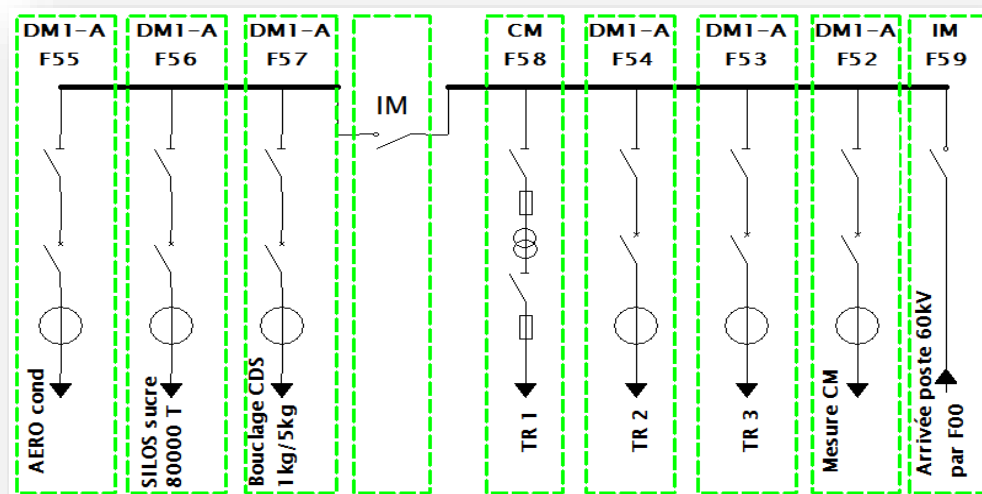 DM1-A
F55
DM1-A
F56
DM1-A
F57
IM
CM
F58
DM1-A
F54
DM1-A
F53
DM1-A
F52
IM
F59
AERO cond
SILOS sucre
80000 T
Bouclage CDS
1kg/5kg
TR 1
TR 2
TR 3
Mesure CM
Arrivée poste 60kV
par F00